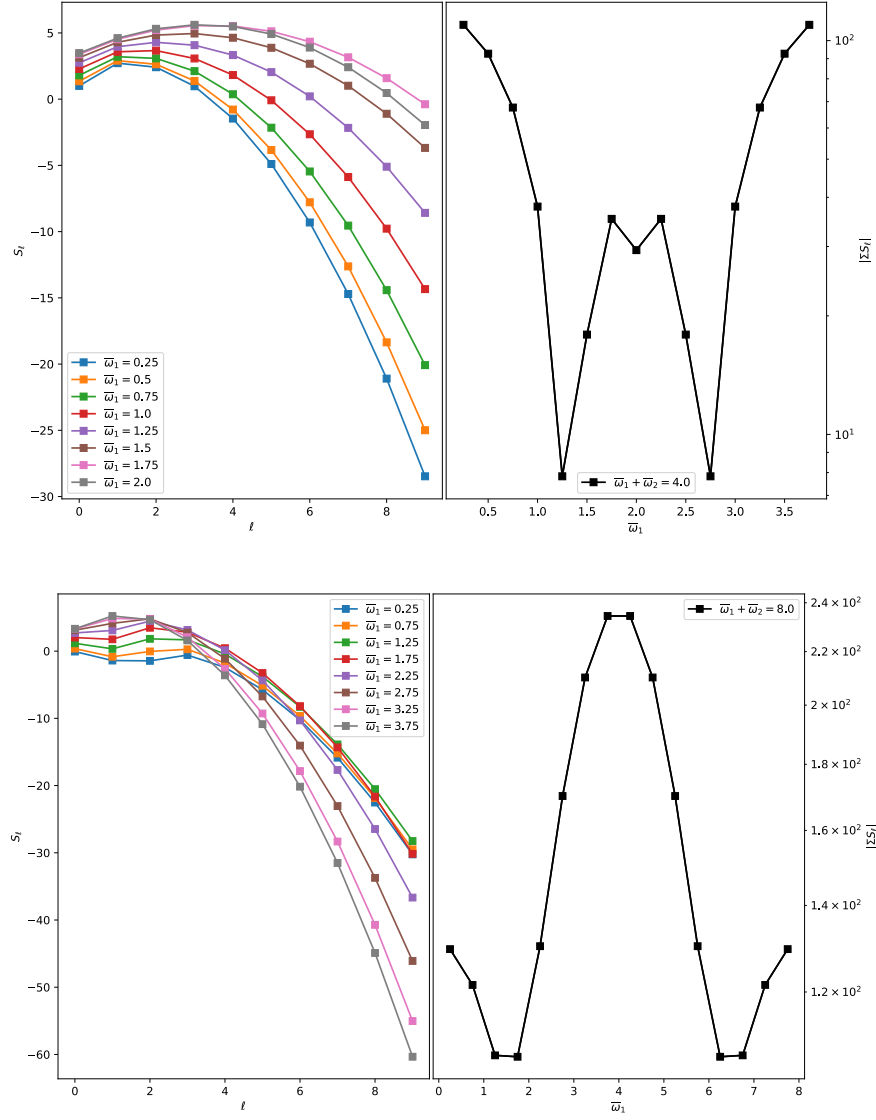 5
0
−5
−10
−15
−20
−25
−30
S_ℓ
0 2 4 6 8
ℓ
ω̅₁ = 0.25
ω̅₁ = 0.5
ω̅₁ = 0.75
ω̅₁ = 1.0
ω̅₁ = 1.25
ω̅₁ = 1.5
ω̅₁ = 1.75
ω̅₁ = 2.0
10²
10¹
|ΣS_ℓ|
ω̅₁ + ω̅₂ = 4.0
0.5 1.0 1.5 2.0 2.5 3.0 3.5
ω̅₁
0
−10
−20
−30
−40
−50
−60
S_ℓ
0 2 4 6 8
ℓ
ω̅₁ = 0.25
ω̅₁ = 0.75
ω̅₁ = 1.25
ω̅₁ = 1.75
ω̅₁ = 2.25
ω̅₁ = 2.75
ω̅₁ = 3.25
ω̅₁ = 3.75
ω̅₁ + ω̅₂ = 8.0
2.4 × 10²
2.2 × 10²
2 × 10²
1.8 × 10²
1.6 × 10²
1.4 × 10²
1.2 × 10²
|ΣS_ℓ|
0 1 2 3 4 5 6 7 8
ω̅₁